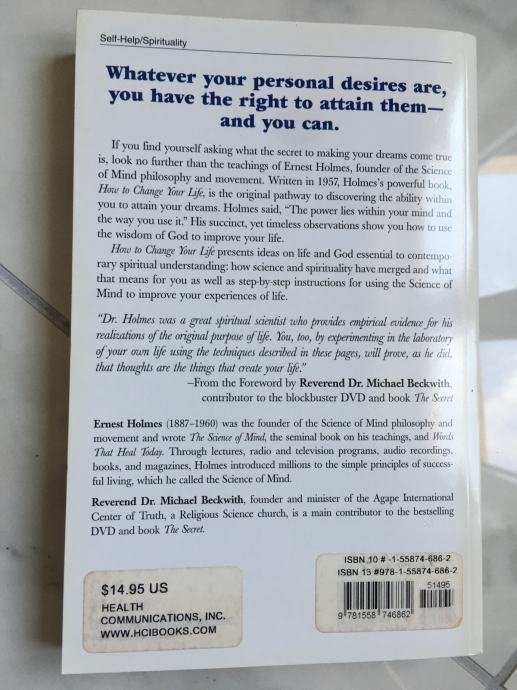 Self-Help/Spirituality
Whatever your personal desires are,
you have the right to attain them—
and you can.
If you find yourself asking what the secret to making your dreams come true
is, look no further than the teachings of Ernest Holmes, founder of the Science
of Mind philosophy and movement. Written in 1957, Holmes's powerful book,
How to Change Your Life, is the original pathway to discovering the ability within
you to attain your dreams. Holmes said, “The power lies within your mind and
the way you use it.” His succinct, yet timeless observations show you how to use
the wisdom of God to improve your life.
How to Change Your Life presents ideas on life and God essential to contempo-
rary spiritual understanding: how science and spirituality have merged and what
that means for you as well as step-by-step instructions for using the Science of
Mind to improve your experiences of life.
“Dr. Holmes was a great spiritual scientist who provides empirical evidence for his
realizations of the original purpose of life. You, too, by experimenting in the laboratory
of your own life using the techniques described in these pages, will prove, as he did,
that thoughts are the things that create your life.”
–From the Foreword by Reverend Dr. Michael Beckwith,
contributor to the blockbuster DVD and book The Secret
Ernest Holmes (1887–1960) was the founder of the Science of Mind philosophy and
movement and wrote The Science of Mind, the seminal book on his teachings, and Words
That Heal Today. Through lectures, radio and television programs, audio recordings,
books, and magazines, Holmes introduced millions to the simple principles of success-
ful living, which he called the Science of Mind.
Reverend Dr. Michael Beckwith, founder and minister of the Agape International
Center of Truth, a Religious Science church, is a main contributor to the bestselling
DVD and book The Secret.
$14.95 US
HEALTH
COMMUNICATIONS, INC.
WWW.HCIBOOKS.COM
ISBN 10 # -1-55874-686-2
ISBN 13 #978-1-55874-686-2
51495
9 781558 746862